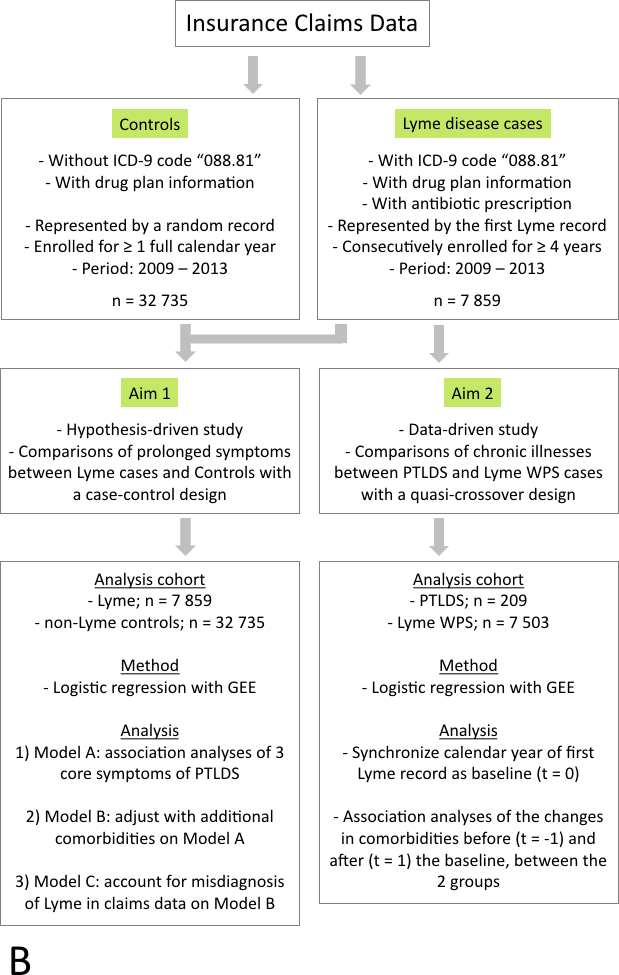 Insurance Claims Data
Controls
- Without ICD-9 code “088.81”
- With drug plan information
- Represented by a random record
- Enrolled for ≥ 1 full calendar year
- Period: 2009 – 2013
n = 32 735
Lyme disease cases
- With ICD-9 code “088.81”
- With drug plan information
- With antibiotic prescription
- Represented by the first Lyme record
- Consecutively enrolled for ≥ 4 years
- Period: 2009 – 2013
n = 7 859
Aim 1
- Hypothesis-driven study
- Comparisons of prolonged symptoms
between Lyme cases and Controls with
a case-control design
Aim 2
- Data-driven study
- Comparisons of chronic illnesses
between PTLDS and Lyme WPS cases
with a quasi-crossover design
Analysis cohort
- Lyme; n = 7 859
- non-Lyme controls; n = 32 735
Method
- Logistic regression with GEE
Analysis
1) Model A: association analyses of 3
core symptoms of PTLDS
2) Model B: adjust with additional
comorbidities on Model A
3) Model C: account for misdiagnosis
of Lyme in claims data on Model B
Analysis cohort
- PTLDS; n = 209
- Lyme WPS; n = 7 503
Method
- Logistic regression with GEE
Analysis
- Synchronize calendar year of first
Lyme record as baseline (t = 0)
- Association analyses of the changes
in comorbidities before (t = -1) and
after (t = 1) the baseline, between the
2 groups
B